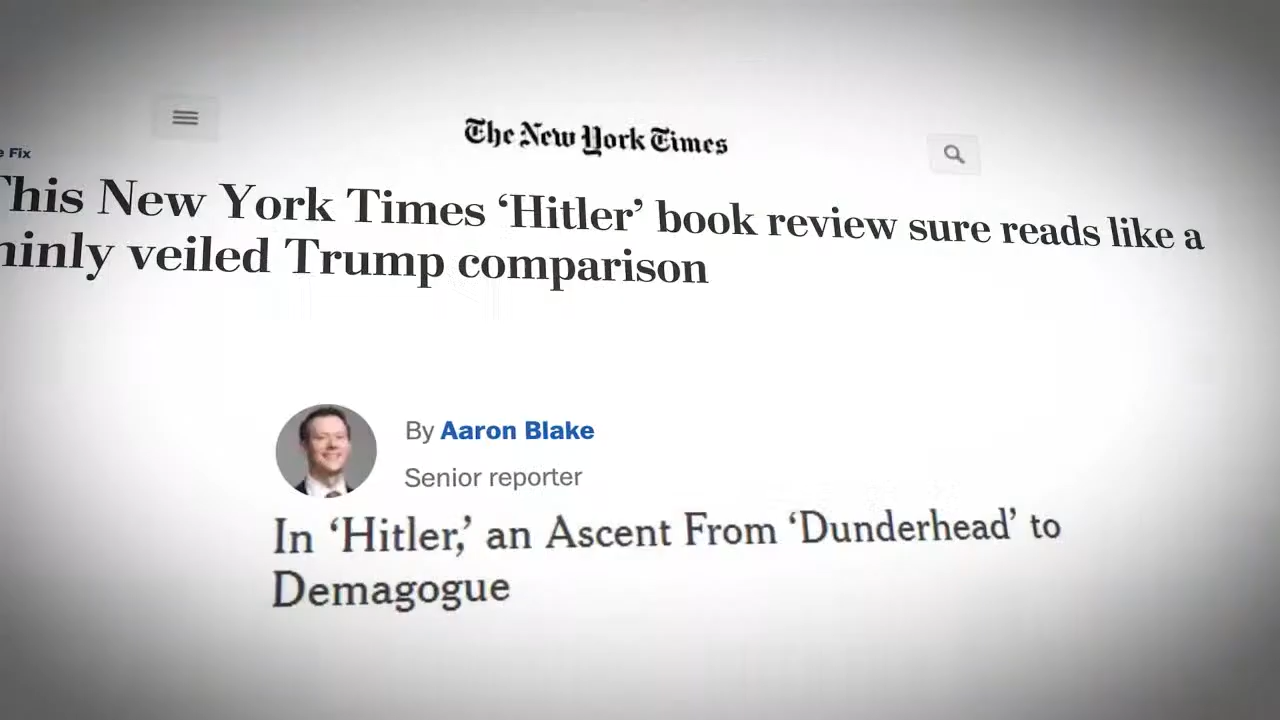 The New York Times
e Fix
This New York Times ‘Hitler’ book review sure reads like a
hinly veiled Trump comparison
By Aaron Blake
Senior reporter
In ‘Hitler,’ an Ascent From ‘Dunderhead’ to
Demagogue